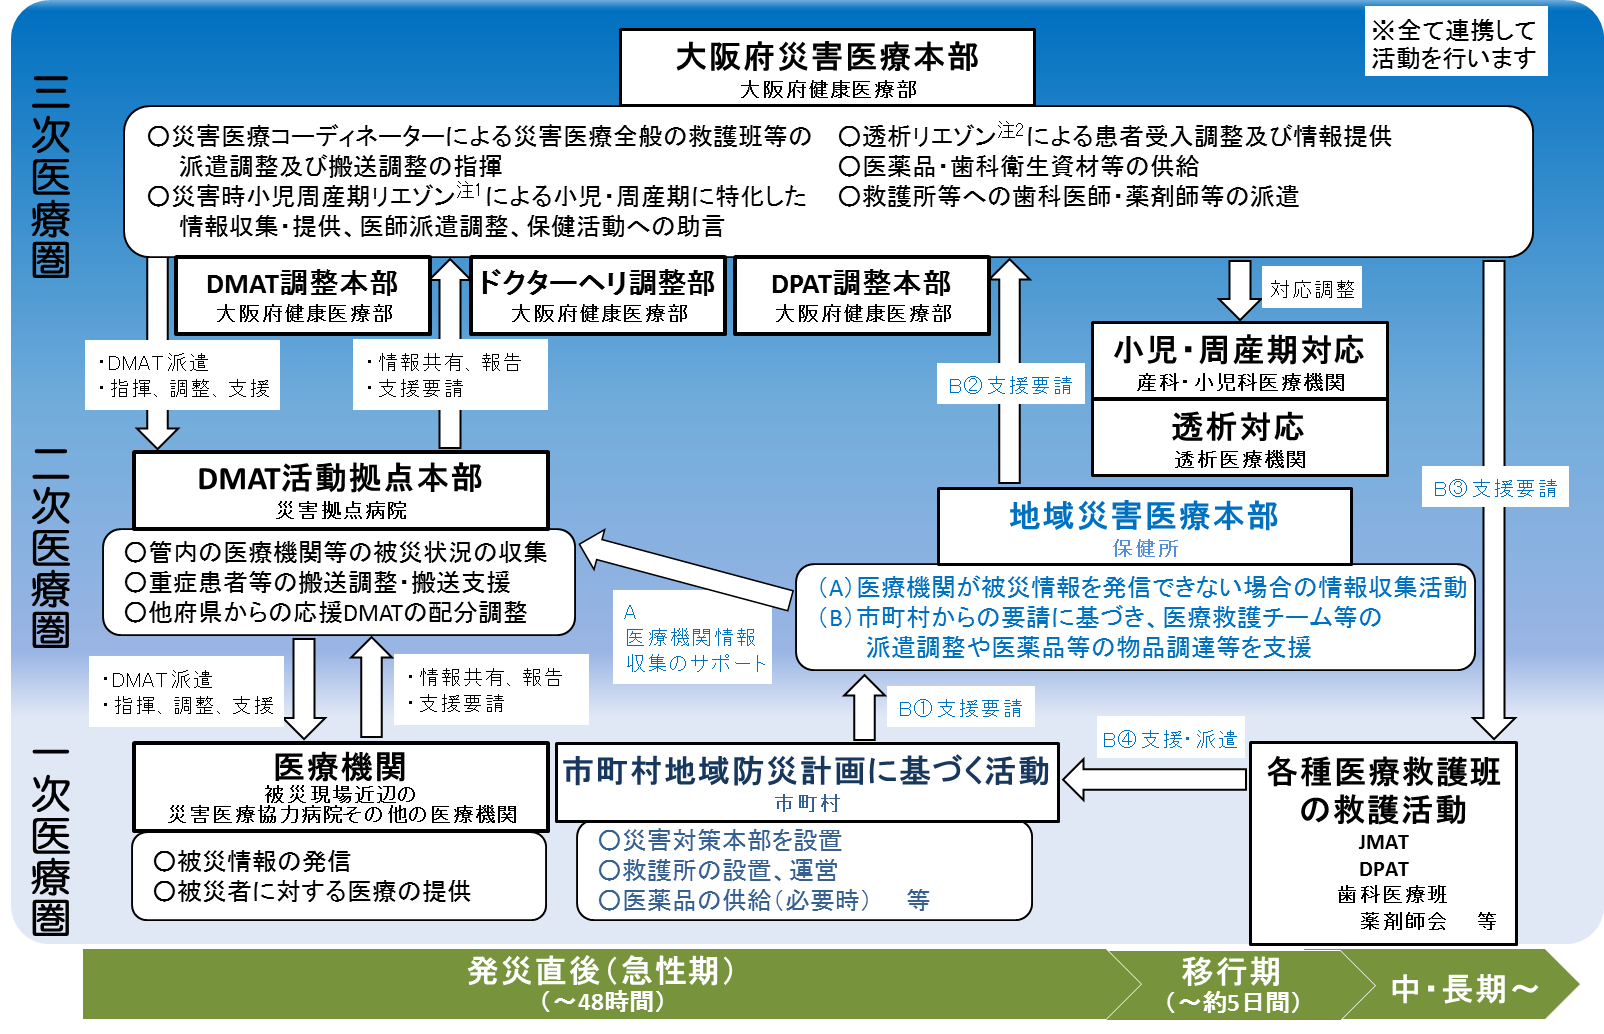 ※全て連携して
活動を行います
大阪府災害医療本部
大阪府健康医療部
三次医療圏
〇災害医療コーディネーターによる災害医療全般の救護班等の
派遣調整及び搬送調整の指揮
〇災害時小児周産期リエゾン注1による小児・周産期に特化した
情報収集・提供、医師派遣調整、保健活動への助言
〇透析リエゾン注2による患者受入調整及び情報提供
〇医薬品・歯科衛生資材等の供給
〇救護所等への歯科医師・薬剤師等の派遣
DMAT調整本部
大阪府健康医療部
ドクターヘリ調整部
大阪府健康医療部
DPAT調整本部
大阪府健康医療部
対応調整
・DMAT派遣
・指揮、調整、支援
・情報共有、報告
・支援要請
B②支援要請
小児・周産期対応
産科・小児科医療機関
透析対応
透析医療機関
二次医療圏
DMAT活動拠点本部
災害拠点病院
B③支援要請
地域災害医療本部
保健所
〇管内の医療機関等の被災状況の収集
〇重症患者等の搬送調整・搬送支援
〇他府県からの応援DMATの配分調整
（A）医療機関が被災情報を発信できない場合の情報収集活動
（B）市町村からの要請に基づき、医療救護チーム等の
派遣調整や医薬品等の物品調達等を支援
A
医療機関情報
収集のサポート
・DMAT派遣
・指揮、調整、支援
・情報共有、報告
・支援要請
B①支援要請
B④支援・派遣
一次医療圏
医療機関
被災現場近辺の
災害医療協力病院その他の医療機関
〇被災情報の発信
〇被災者に対する医療の提供
市町村地域防災計画に基づく活動
市町村
〇災害対策本部を設置
〇救護所の設置、運営
〇医薬品の供給（必要時）　等
各種医療救護班
の救護活動
JMAT
DPAT
歯科医療班
薬剤師会　等
発災直後（急性期）
（～48時間）
移行期
（～約5日間）
中・長期～